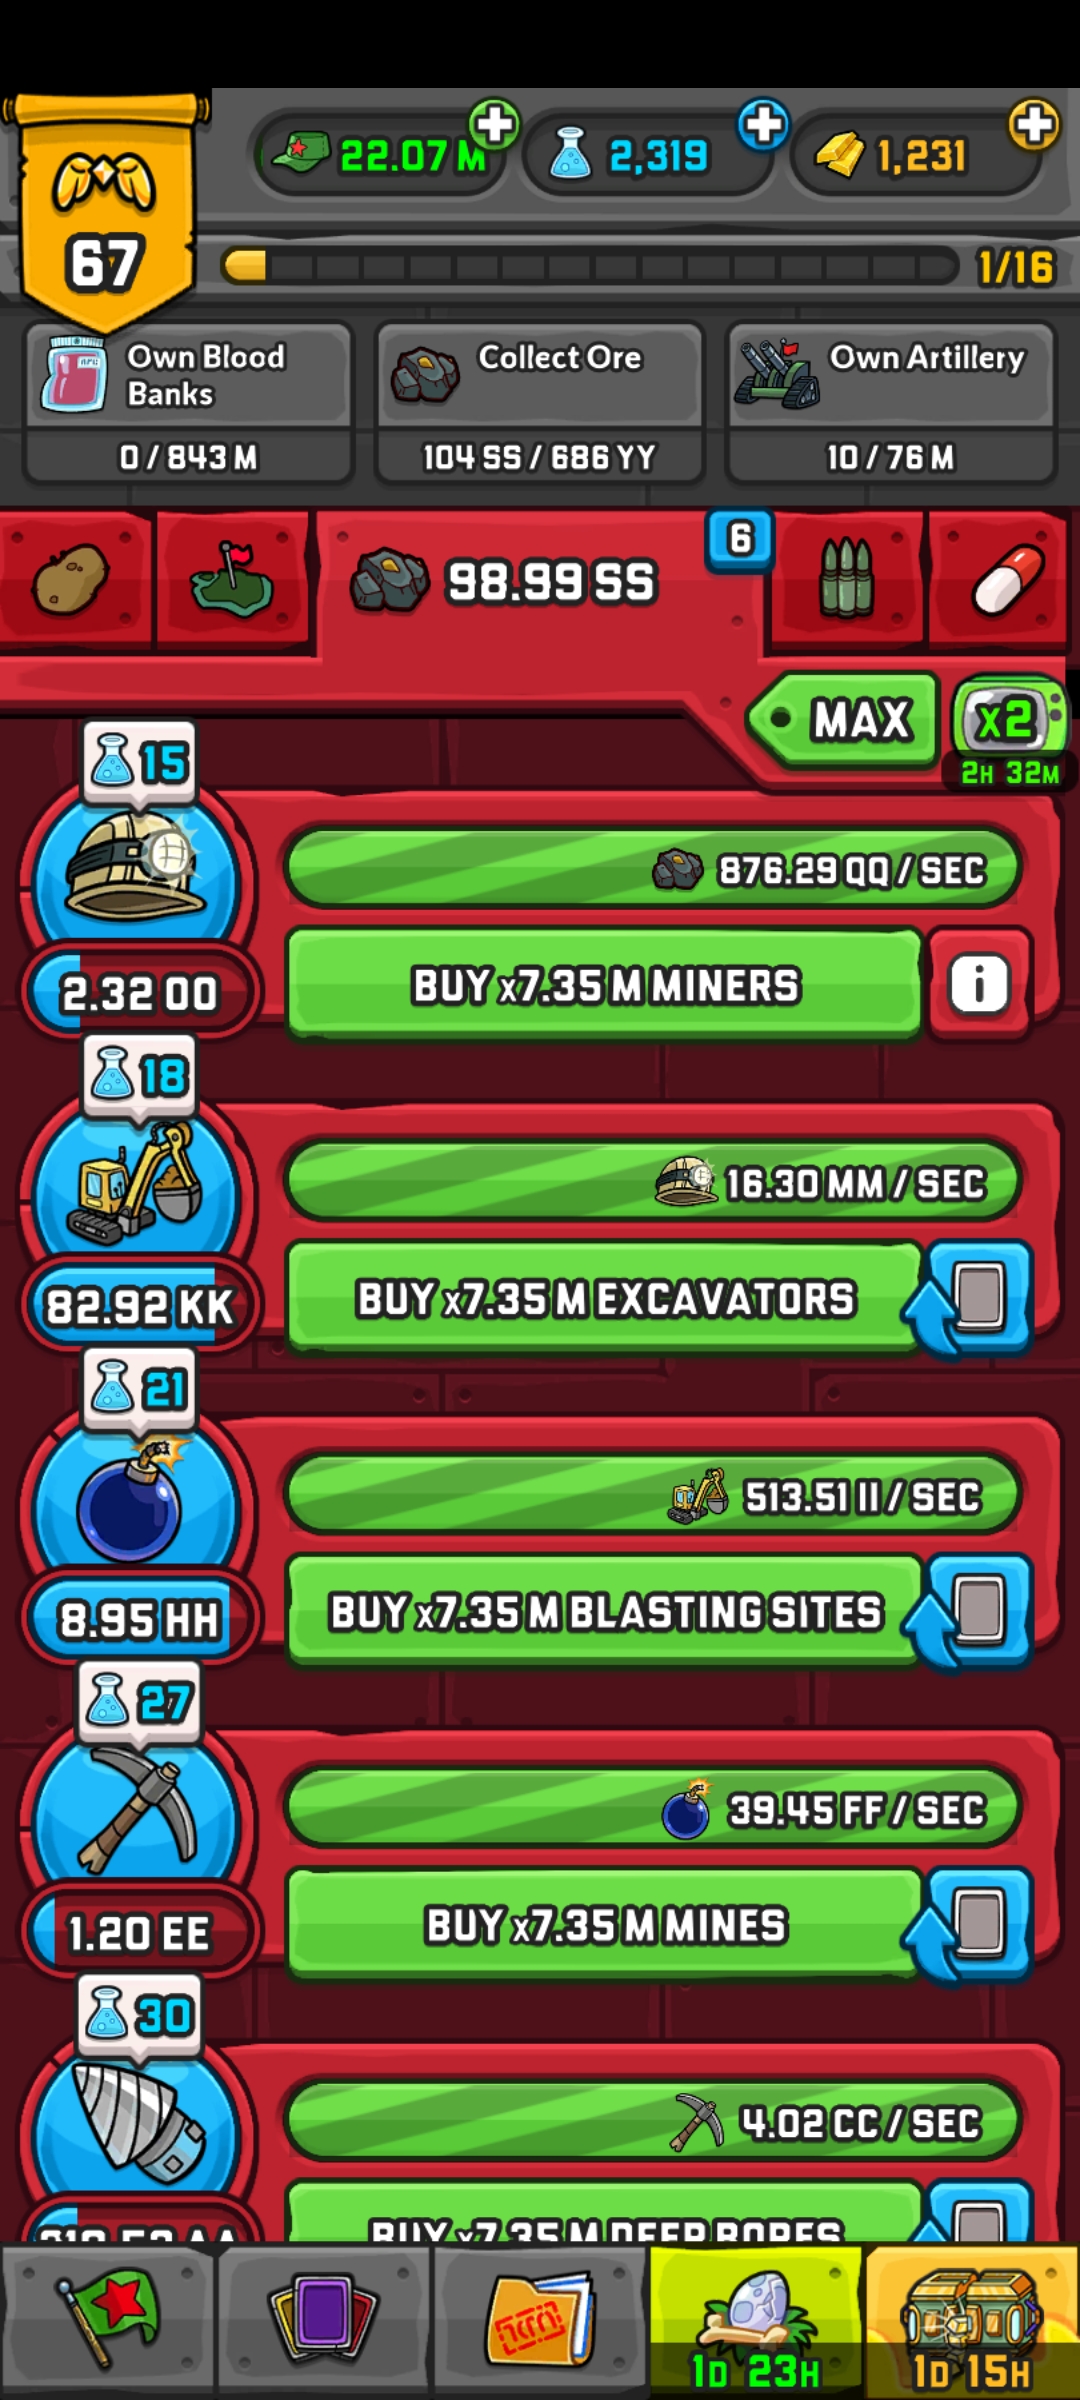 22.07 M
2,319
1,231
67
1/16
Own Blood
Banks
0 / 843 M
Collect Ore
104 SS / 686 YY
Own Artillery
10 / 76 M
98.99 SS
6
MAX
x2
2H 32M
15
876.29 QQ / SEC
BUY x7.35 M MINERS
i
2.32 OO
18
16.30 MM / SEC
BUY x7.35 M EXCAVATORS
82.92 KK
21
513.51 II / SEC
BUY x7.35 M BLASTING SITES
8.95 HH
27
39.45 FF / SEC
BUY x7.35 M MINES
1.20 EE
30
4.02 CC / SEC
BUY x7.35 M DEEP BORES
1D 23H
1D 15H